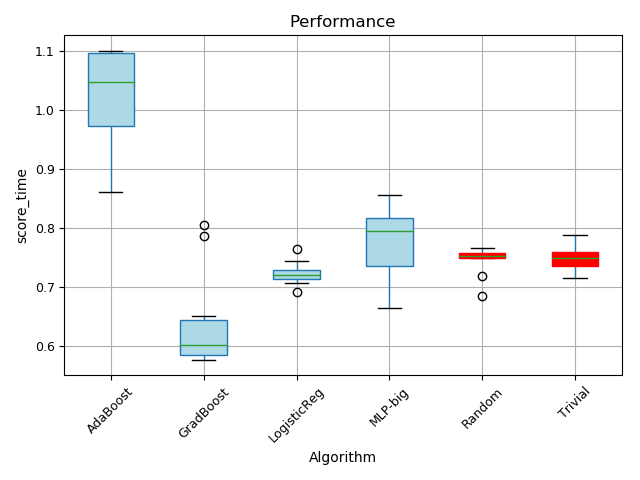 Performance
1.1
1.0
0.9
0.8
0.7
0.6
score_time
AdaBoost
GradBoost
LogisticReg
MLP-big
Random
Trivial
Algorithm